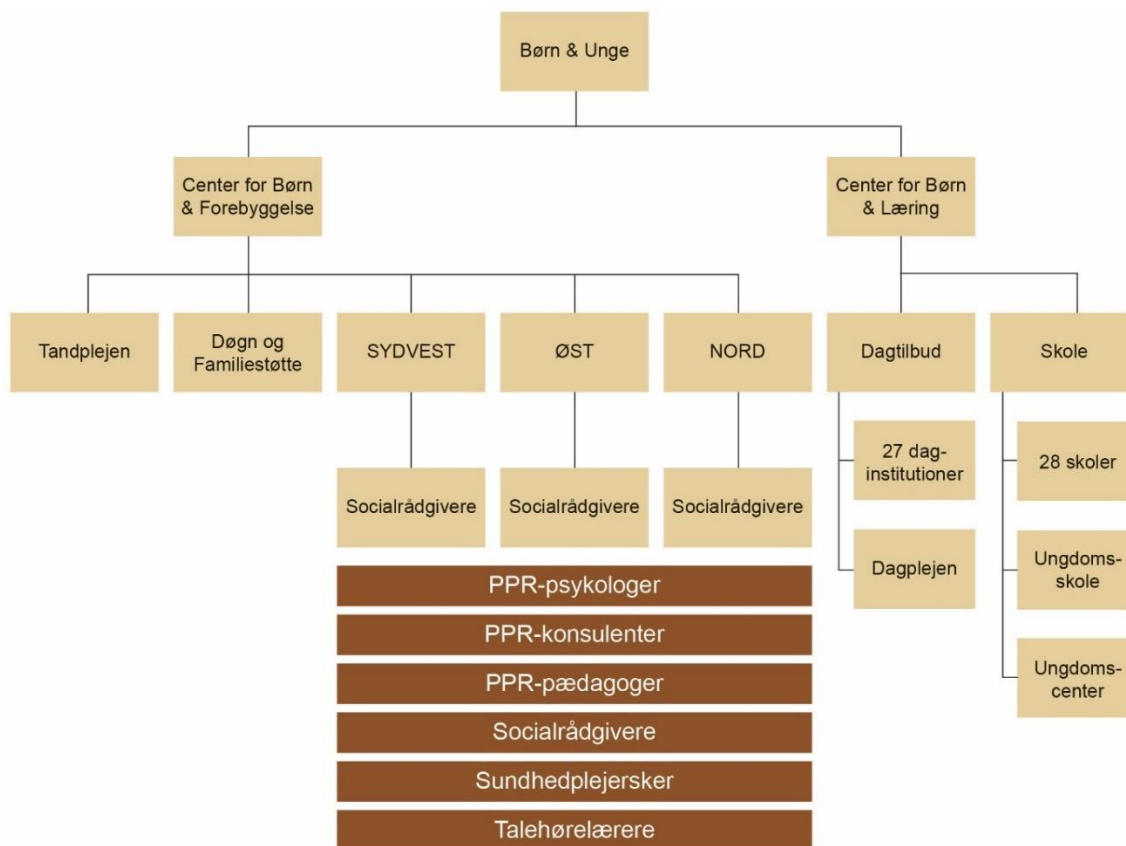 Børn & Unge
Center for Børn
& Forebyggelse
Center for Børn
& Læring
Tandplejen
Døgn og
Familiestøtte
SYDVEST
ØST
NORD
Dagtilbud
Skole
Socialrådgivere
Socialrådgivere
Socialrådgivere
27 dag-
institutioner
28 skoler
Dagplejen
Ungdoms-
skole
Ungdoms-
center
PPR-psykologer
PPR-konsulenter
PPR-pædagoger
Socialrådgivere
Sundhedplejersker
Talehørelærere